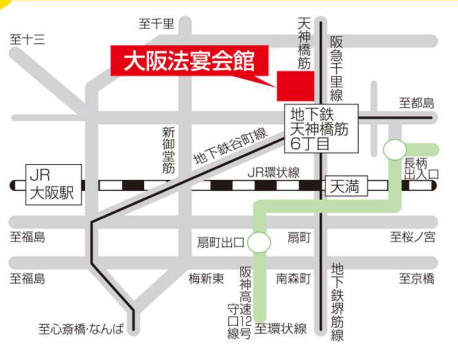 至千里
至十三
天神橋筋
阪急千里線
大阪法宴会館
至都島
地下鉄
天神橋筋
6丁目
地下鉄谷町線
新御堂筋
長柄
出入口
JR
大阪駅
JR環状線
天満
至福島
扇町出口
扇町
至桜ノ宮
至福島
梅新東
阪神高速12号
守口線
南森町
地下鉄堺筋線
至京橋
至心斎橋・なんば
至環状線